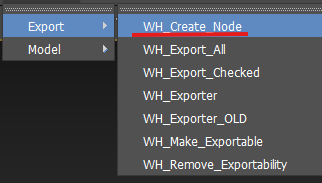 Export
Model
WH_Create_Node
WH_Export_All
WH_Export_Checked
WH_Exporter
WH_Exporter_OLD
WH_Make_Exportable
WH_Remove_Exportability